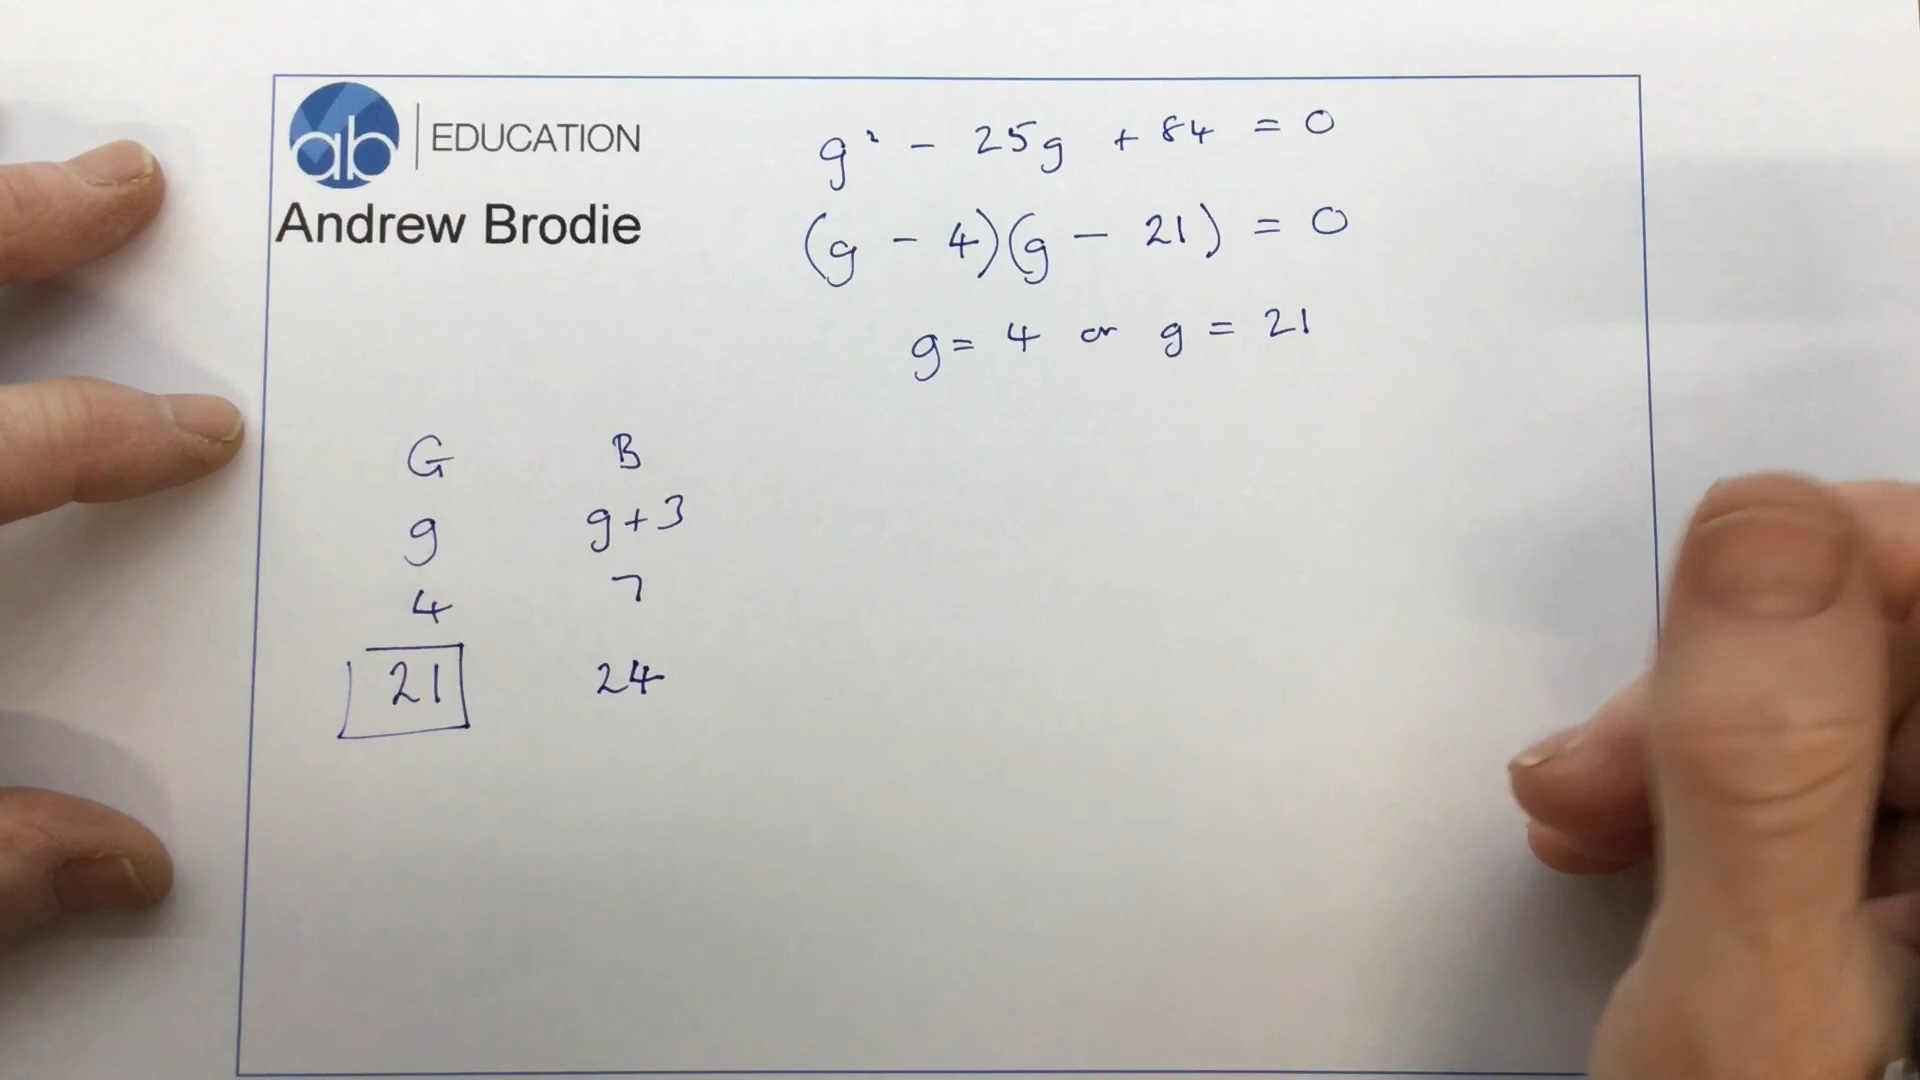 ab EDUCATION
Andrew Brodie
g² - 25g + 84 = 0
(g - 4)(g - 21) = 0
g = 4 or g = 21
G B
g g+3
4 7
21 24